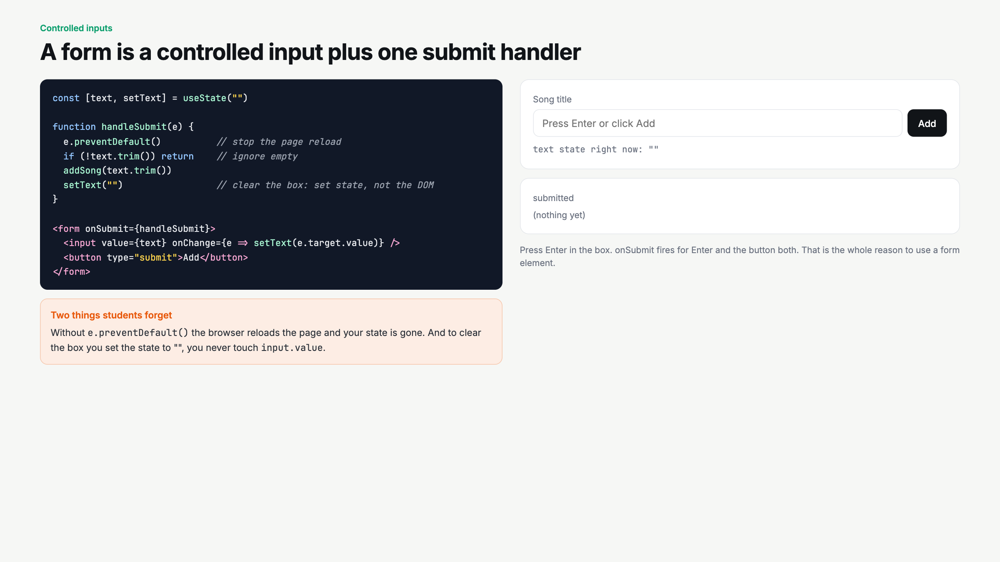 Controlled inputs
A form is a controlled input plus one submit handler
const [text, setText] = useState("")
function handleSubmit(e) {
  e.preventDefault()          // stop the page reload
  if (!text.trim()) return    // ignore empty
  addSong(text.trim())
  setText("")                 // clear the box: set state, not the DOM
}
<form onSubmit={handleSubmit}>
  <input value={text} onChange={e => setText(e.target.value)} />
  <button type="submit">Add</button>
</form>
Two things students forget
Without e.preventDefault() the browser reloads the page and your state is gone. And to clear
the box you set the state to "", you never touch input.value.
Song title
Press Enter or click Add
Add
text state right now: ""
submitted
(nothing yet)
Press Enter in the box. onSubmit fires for Enter and the button both. That is the whole reason to use a form
element.